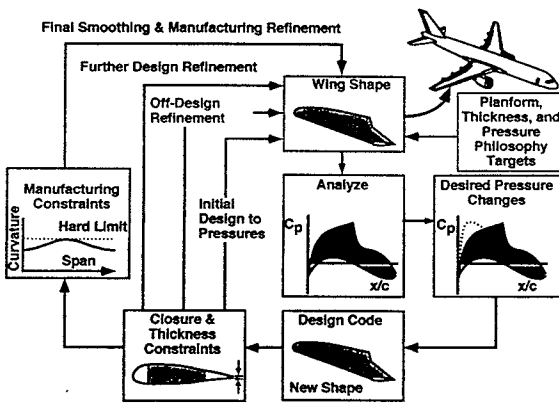 Final Smoothing & Manufacturing Refinement
Further Design Refinement
Off-Design
Refinement
Wing Shape
Planform,
Thickness, and
Pressure
Philosophy
Targets
Manufacturing
Constraints
Hard Limit
Curvature
Span
Initial
Design to
Pressures
Analyze
Cp
x/c
Desired Pressure
Changes
Cp
x/c
Closure &
Thickness
Constraints
Design Code
New Shape